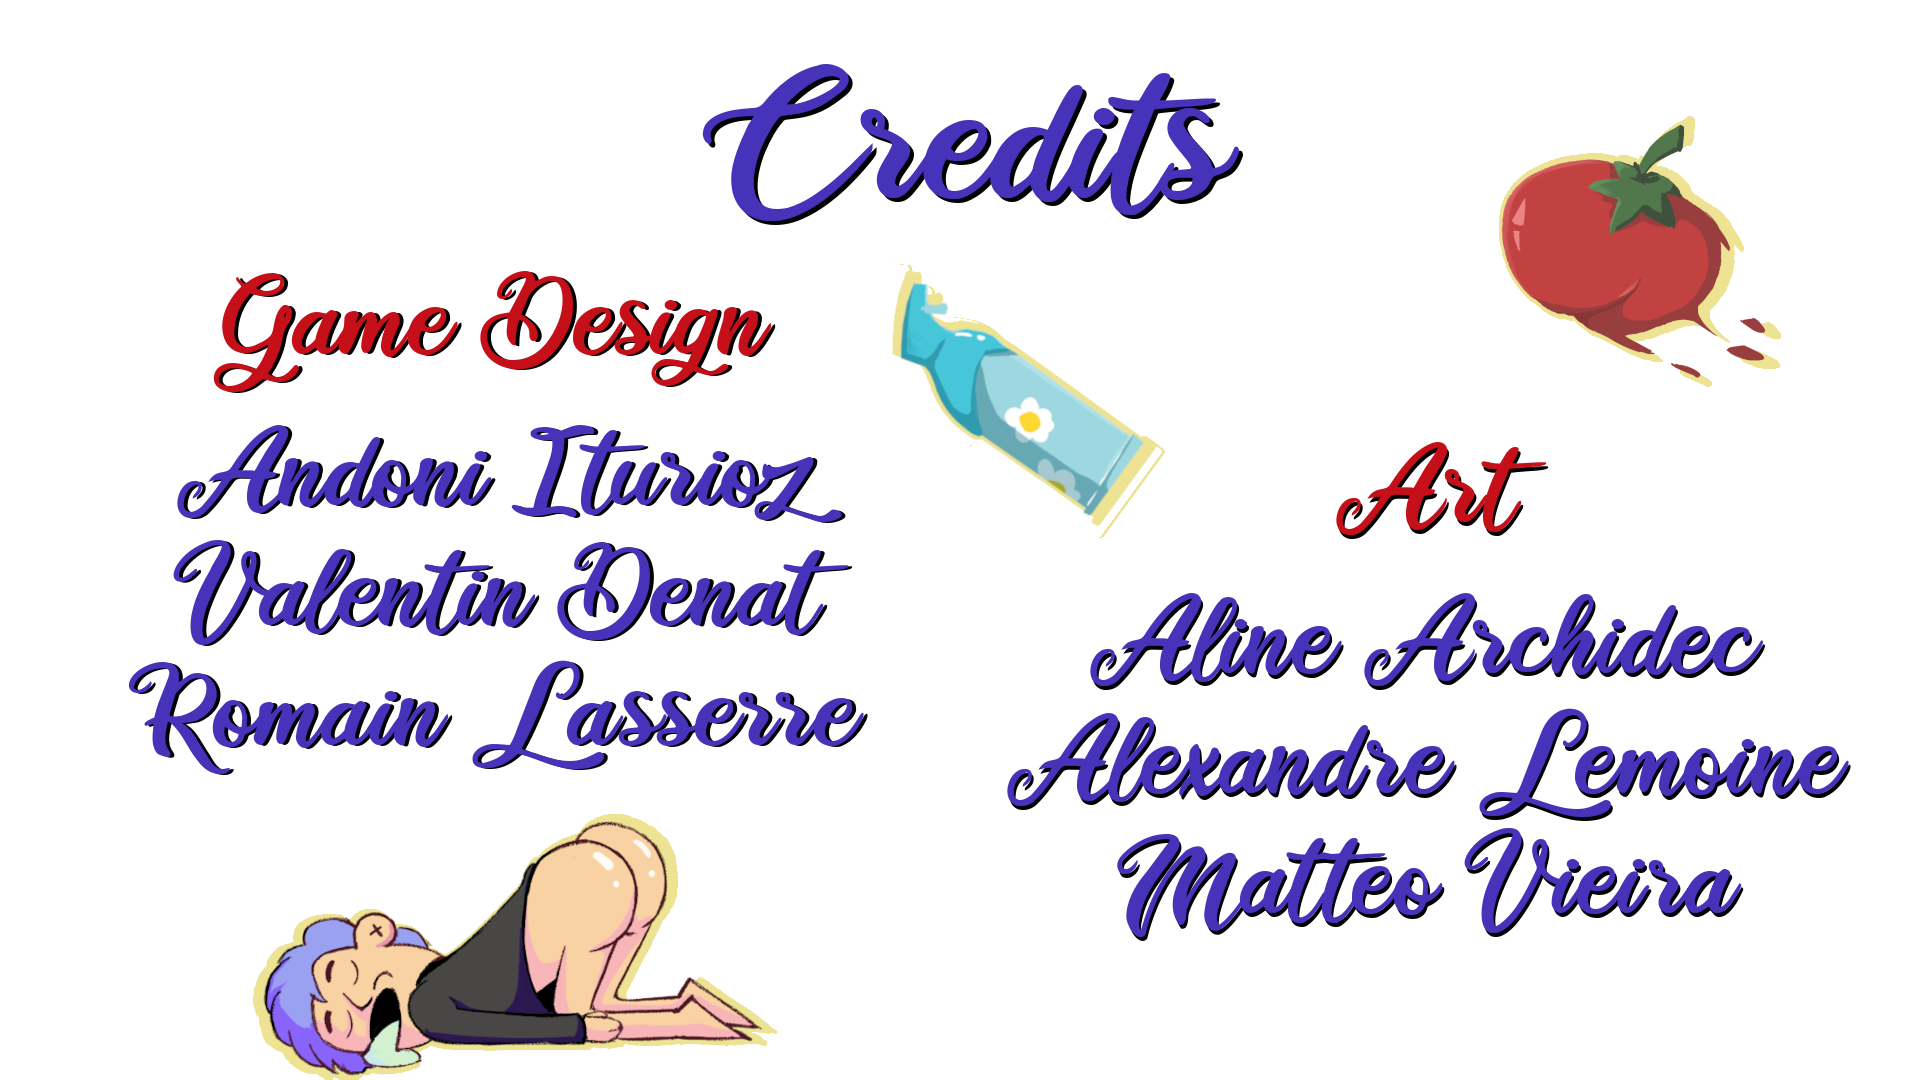 Credits
Game Design
Andoni Iturioz
Valentin Denat
Romain Lasserre
Art
Aline Archidec
Alexandre Lemoine
Matteo Vieira